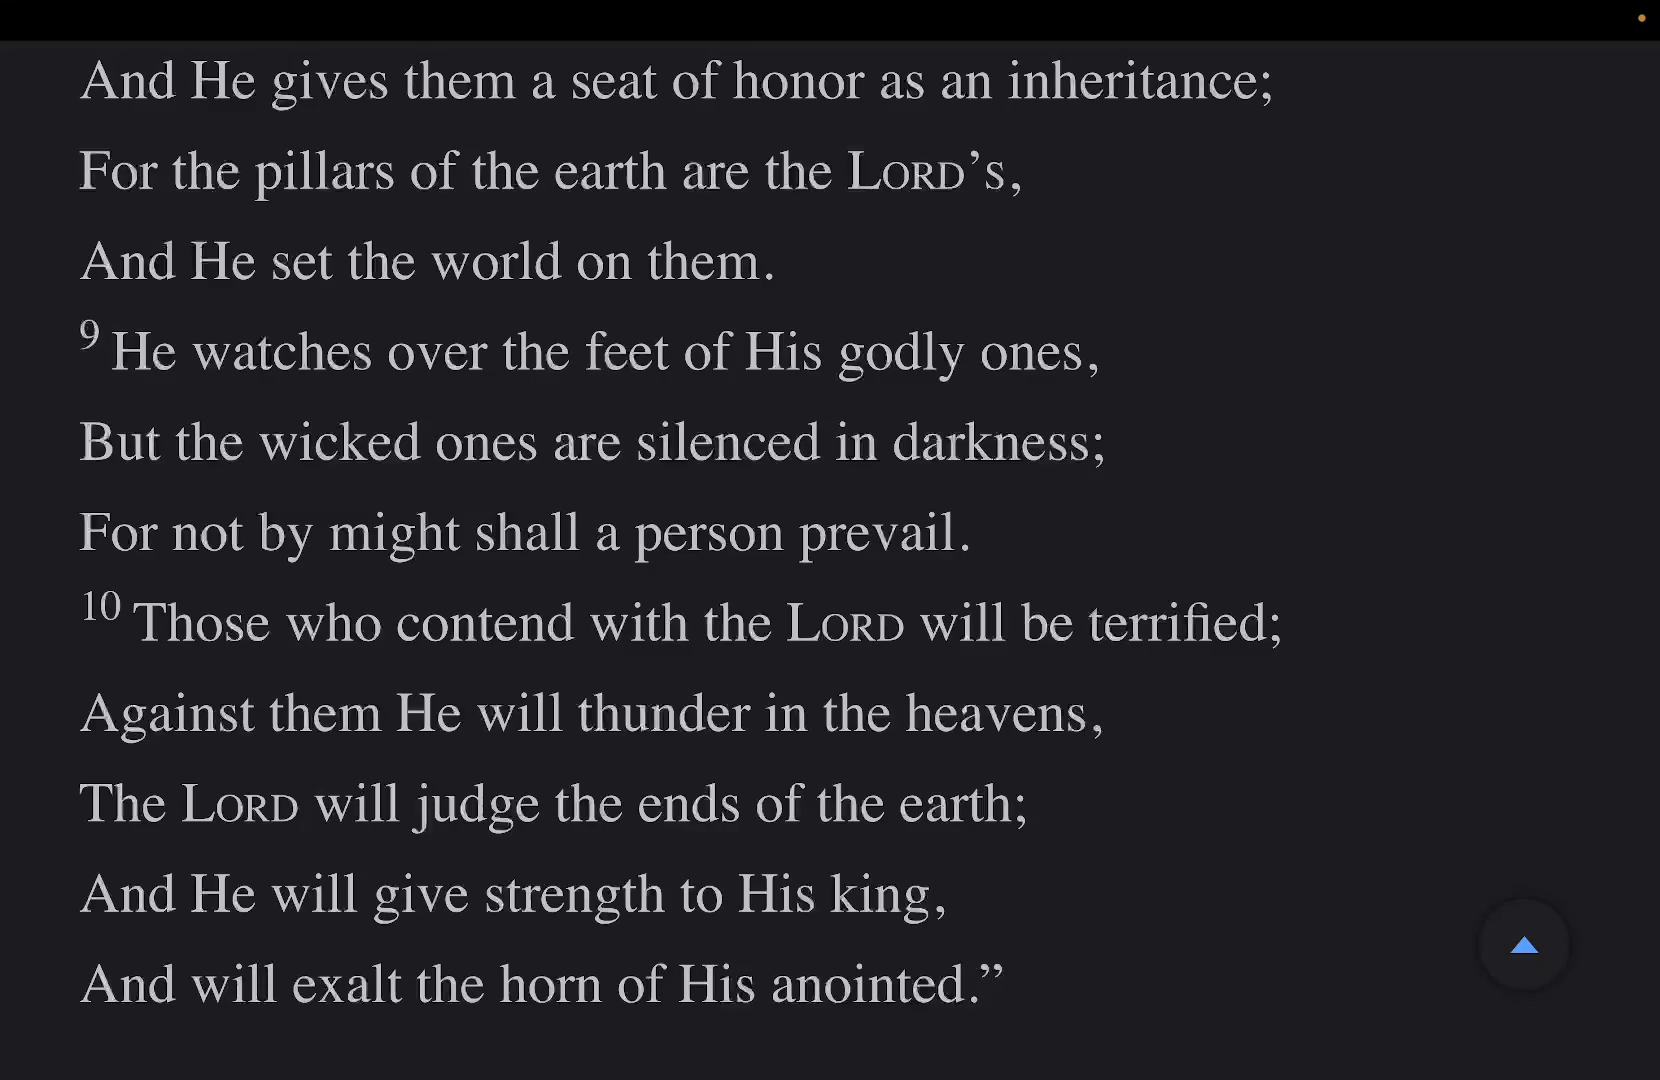 And He gives them a seat of honor as an inheritance;
For the pillars of the earth are the LORD’S,
And He set the world on them.
9 He watches over the feet of His godly ones,
But the wicked ones are silenced in darkness;
For not by might shall a person prevail.
10 Those who contend with the LORD will be terrified;
Against them He will thunder in the heavens,
The LORD will judge the ends of the earth;
And He will give strength to His king,
And will exalt the horn of His anointed.”